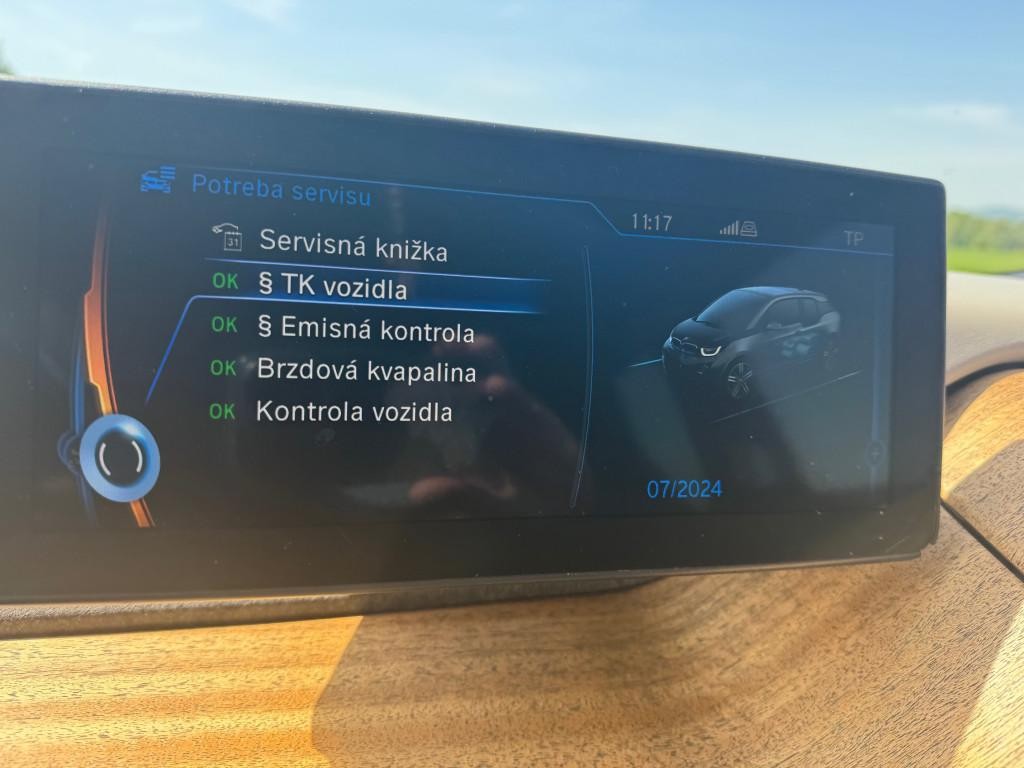 Potreba servisu
11:17
TP
31
Servisná knižka
OK § TK vozidla
OK § Emisná kontrola
OK Brzdová kvapalina
OK Kontrola vozidla
07/2024